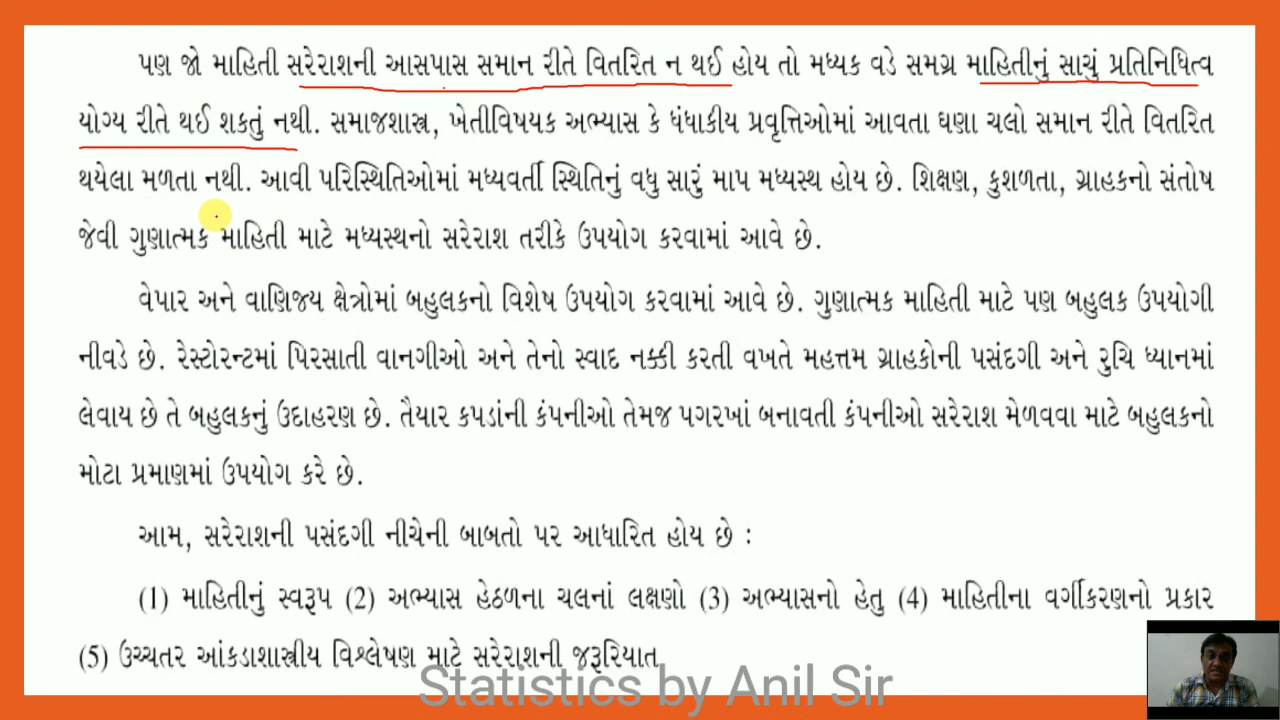 પણ જો માહિતી સરેરાશની આસપાસ સમાન રીતે વિતરિત ન થઈ હોય તો મધ્યક વડે સમગ્ર માહિતીનું સાચું પ્રતિનિધિત્વ
યોગ્ય રીતે થઈ શકતું નથી. સમાજશાસ્ત્ર, ખેતીવિષયક અભ્યાસ કે ધંધાકીય પ્રવૃત્તિઓમાં આવતા ઘણા ચલો સમાન રીતે વિતરિત
થયેલા મળતા નથી. આવી પરિસ્થિતિઓમાં મધ્યવર્તી સ્થિતિનું વધુ સારું માપ મધ્યસ્થ હોય છે. શિક્ષણ, કુશળતા, ગ્રાહકનો સંતોષ
જેવી ગુણાત્મક માહિતી માટે મધ્યસ્થનો સરેરાશ તરીકે ઉપયોગ કરવામાં આવે છે.
વેપાર અને વાણિજ્ય ક્ષેત્રોમાં બહુલકનો વિશેષ ઉપયોગ કરવામાં આવે છે. ગુણાત્મક માહિતી માટે પણ બહુલક ઉપયોગી
નીવડે છે. રેસ્ટોરન્ટમાં પિરસાતી વાનગીઓ અને તેનો સ્વાદ નક્કી કરતી વખતે મહત્તમ ગ્રાહકોની પસંદગી અને રુચિ ધ્યાનમાં
લેવાય છે તે બહુલકનું ઉદાહરણ છે. તૈયાર કપડાંની કંપનીઓ તેમજ પગરખાં બનાવતી કંપનીઓ સરેરાશ મેળવવા માટે બહુલકનો
મોટા પ્રમાણમાં ઉપયોગ કરે છે.
આમ, સરેરાશની પસંદગી નીચેની બાબતો પર આધારિત હોય છે :
(1) માહિતીનું સ્વરૂપ (2) અભ્યાસ હેઠળના ચલનાં લક્ષણો (3) અભ્યાસનો હેતુ (4) માહિતીના વર્ગીકરણનો પ્રકાર
(5) ઉચ્ચતર આંકડાશાસ્ત્રીય વિશ્લેષણ માટે સરેરાશની જરૂરિયાત
Statistics by Anil Sir